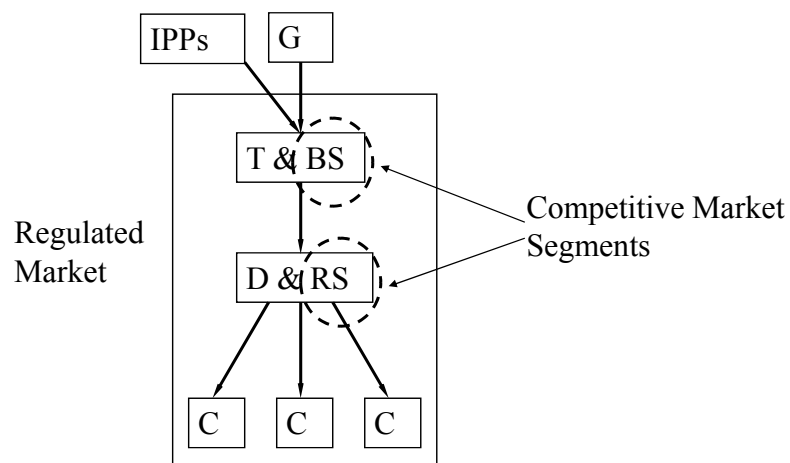 IPPs
G
T & BS
Competitive Market
Segments
Regulated
Market
D & RS
C
C
C